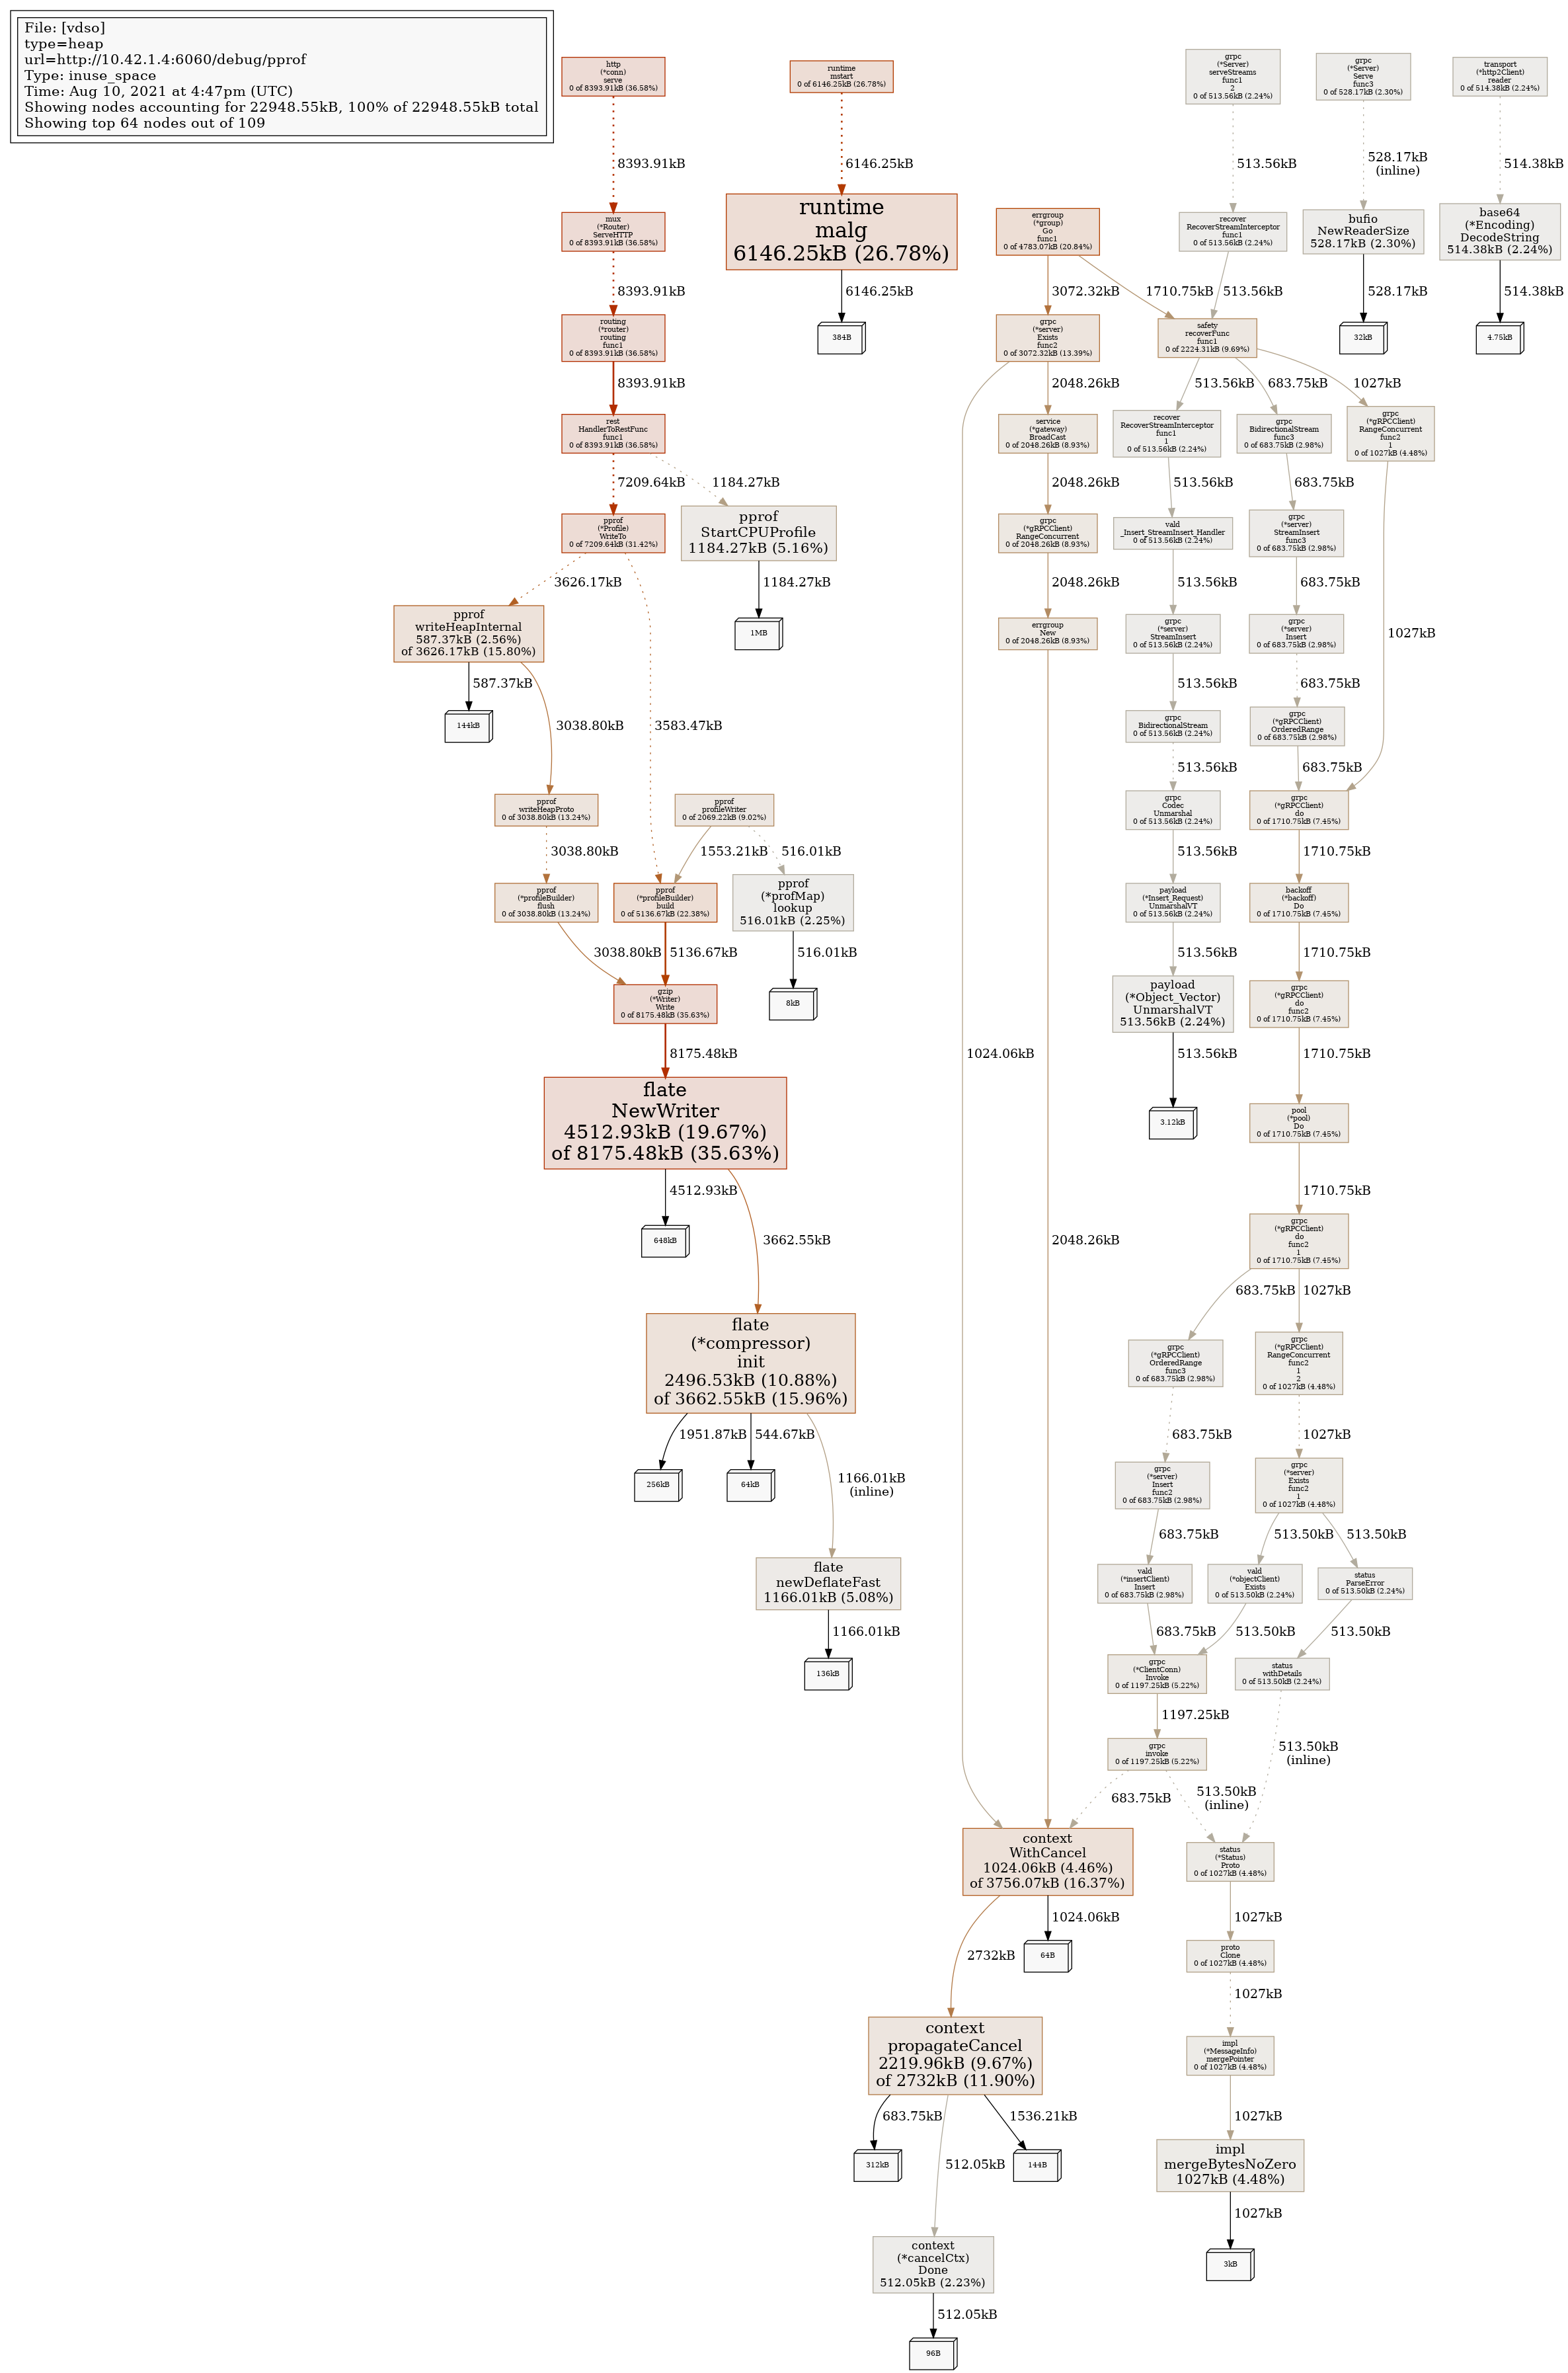 File: [vdso]
type=heap
url=http://10.42.1.4:6060/debug/pprof
Type: inuse_space
Time: Aug 10, 2021 at 4:47pm (UTC)
Showing nodes accounting for 22948.55kB, 100% of 22948.55kB total
Showing top 64 nodes out of 109
http
(*conn)
serve
0 of 8393.91kB (36.58%)
runtime
mstart
0 of 6146.25kB (26.78%)
grpc
(*Server)
serveStreams
func1
2
0 of 513.56kB (2.24%)
grpc
(*Server)
Serve
func3
0 of 528.17kB (2.30%)
transport
(*http2Client)
reader
0 of 514.38kB (2.24%)
8393.91kB
6146.25kB
513.56kB
528.17kB
(inline)
514.38kB
mux
(*Router)
ServeHTTP
0 of 8393.91kB (36.58%)
runtime
malg
6146.25kB (26.78%)
errgroup
(*group)
Go
func1
0 of 4783.07kB (20.84%)
recover
RecoverStreamInterceptor
func1
0 of 513.56kB (2.24%)
bufio
NewReaderSize
528.17kB (2.30%)
base64
(*Encoding)
DecodeString
514.38kB (2.24%)
8393.91kB
6146.25kB
3072.32kB
1710.75kB
513.56kB
528.17kB
514.38kB
routing
(*router)
routing
func1
0 of 8393.91kB (36.58%)
384B
grpc
(*server)
Exists
func2
0 of 3072.32kB (13.39%)
safety
recoverFunc
func1
0 of 2224.31kB (9.69%)
32kB
4.75kB
8393.91kB
2048.26kB
513.56kB
683.75kB
1027kB
rest
HandlerToRestFunc
func1
0 of 8393.91kB (36.58%)
service
(*gateway)
BroadCast
0 of 2048.26kB (8.93%)
recover
RecoverStreamInterceptor
func1
1
0 of 513.56kB (2.24%)
grpc
BidirectionalStream
func3
0 of 683.75kB (2.98%)
grpc
(*gRPCClient)
RangeConcurrent
func2
1
0 of 1027kB (4.48%)
7209.64kB
1184.27kB
2048.26kB
513.56kB
683.75kB
pprof
(*Profile)
WriteTo
0 of 7209.64kB (31.42%)
pprof
StartCPUProfile
1184.27kB (5.16%)
grpc
(*gRPCClient)
RangeConcurrent
0 of 2048.26kB (8.93%)
vald
_Insert_StreamInsert_Handler
0 of 513.56kB (2.24%)
grpc
(*server)
StreamInsert
func3
0 of 683.75kB (2.98%)
3626.17kB
1184.27kB
2048.26kB
513.56kB
683.75kB
pprof
writeHeapInternal
587.37kB (2.56%)
of 3626.17kB (15.80%)
1MB
errgroup
New
0 of 2048.26kB (8.93%)
grpc
(*server)
StreamInsert
0 of 513.56kB (2.24%)
grpc
(*server)
Insert
0 of 683.75kB (2.98%)
1027kB
587.37kB
513.56kB
683.75kB
144kB
3038.80kB
3583.47kB
grpc
BidirectionalStream
0 of 513.56kB (2.24%)
grpc
(*gRPCClient)
OrderedRange
0 of 683.75kB (2.98%)
513.56kB
683.75kB
pprof
writeHeapProto
0 of 3038.80kB (13.24%)
pprof
profileWriter
0 of 2069.22kB (9.02%)
grpc
Codec
Unmarshal
0 of 513.56kB (2.24%)
grpc
(*gRPCClient)
do
0 of 1710.75kB (7.45%)
3038.80kB
1553.21kB
516.01kB
513.56kB
1710.75kB
pprof
(*profileBuilder)
flush
0 of 3038.80kB (13.24%)
pprof
(*profileBuilder)
build
0 of 5136.67kB (22.38%)
pprof
(*profMap)
lookup
516.01kB (2.25%)
payload
(*Insert_Request)
UnmarshalVT
0 of 513.56kB (2.24%)
backoff
(*backoff)
Do
0 of 1710.75kB (7.45%)
3038.80kB
5136.67kB
516.01kB
513.56kB
1710.75kB
gzip
(*Writer)
Write
0 of 8175.48kB (35.63%)
8kB
payload
(*Object_Vector)
UnmarshalVT
513.56kB (2.24%)
grpc
(*gRPCClient)
do
func2
0 of 1710.75kB (7.45%)
8175.48kB
1024.06kB
513.56kB
1710.75kB
flate
NewWriter
4512.93kB (19.67%)
of 8175.48kB (35.63%)
3.12kB
pool
(*pool)
Do
0 of 1710.75kB (7.45%)
4512.93kB
1710.75kB
648kB
3662.55kB
2048.26kB
grpc
(*gRPCClient)
do
func2
1
0 of 1710.75kB (7.45%)
683.75kB
1027kB
flate
(*compressor)
init
2496.53kB (10.88%)
of 3662.55kB (15.96%)
grpc
(*gRPCClient)
OrderedRange
func3
0 of 683.75kB (2.98%)
grpc
(*gRPCClient)
RangeConcurrent
func2
1
2
0 of 1027kB (4.48%)
1951.87kB
544.67kB
683.75kB
1027kB
256kB
64kB
1166.01kB
(inline)
grpc
(*server)
Insert
func2
0 of 683.75kB (2.98%)
grpc
(*server)
Exists
func2
1
0 of 1027kB (4.48%)
683.75kB
513.50kB
513.50kB
flate
newDeflateFast
1166.01kB (5.08%)
vald
(*insertClient)
Insert
0 of 683.75kB (2.98%)
vald
(*objectClient)
Exists
0 of 513.50kB (2.24%)
status
ParseError
0 of 513.50kB (2.24%)
1166.01kB
683.75kB
513.50kB
513.50kB
136kB
grpc
(*ClientConn)
Invoke
0 of 1197.25kB (5.22%)
status
withDetails
0 of 513.50kB (2.24%)
1197.25kB
513.50kB
(inline)
grpc
invoke
0 of 1197.25kB (5.22%)
683.75kB
513.50kB
(inline)
context
WithCancel
1024.06kB (4.46%)
of 3756.07kB (16.37%)
status
(*Status)
Proto
0 of 1027kB (4.48%)
1024.06kB
1027kB
2732kB
64B
proto
Clone
0 of 1027kB (4.48%)
1027kB
context
propagateCancel
2219.96kB (9.67%)
of 2732kB (11.90%)
impl
(*MessageInfo)
mergePointer
0 of 1027kB (4.48%)
683.75kB
1536.21kB
1027kB
312kB
512.05kB
144B
impl
mergeBytesNoZero
1027kB (4.48%)
1027kB
context
(*cancelCtx)
Done
512.05kB (2.23%)
3kB
512.05kB
96B